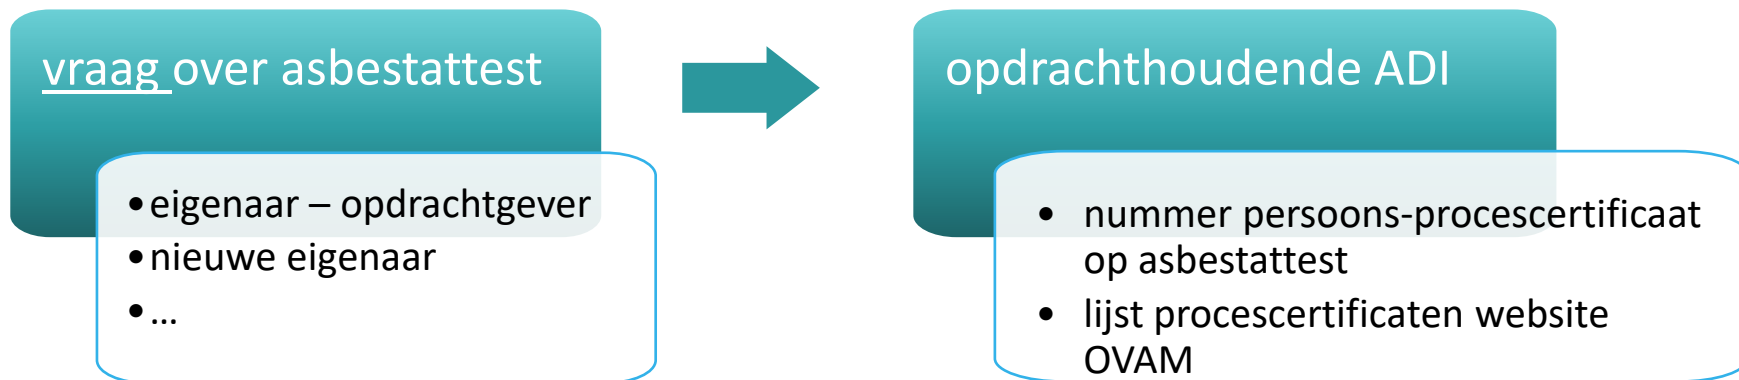 vraag over asbestattest
•eigenaar – opdrachtgever
•nieuwe eigenaar
•...
opdrachthoudende ADI
• nummer persoons-procescertificaat
op asbestattest
• lijst procescertificaten website
OVAM